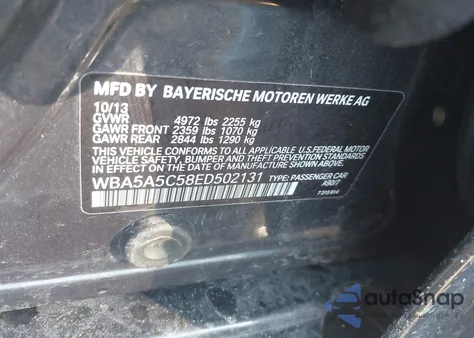 MFD BY BAYERISCHE MOTOREN WERKE AG
10/13
GVWR 4972 lbs 2255 kg
GAWR FRONT 2359 lbs 1070 kg
GAWR REAR 2844 lbs 1290 kg
THIS VEHICLE CONFORMS TO ALL APPLICABLE U.S. FEDERAL MOTOR
VEHICLE SAFETY, BUMPER AND THEFT PREVENTION STANDARDS
IN EFFECT ON THE DATE OF MANUFACTURE SHOWN ABOVE.
WBA5A5C58ED502131 TYPE: PASSENGER CAR
A90/7
autoSnap